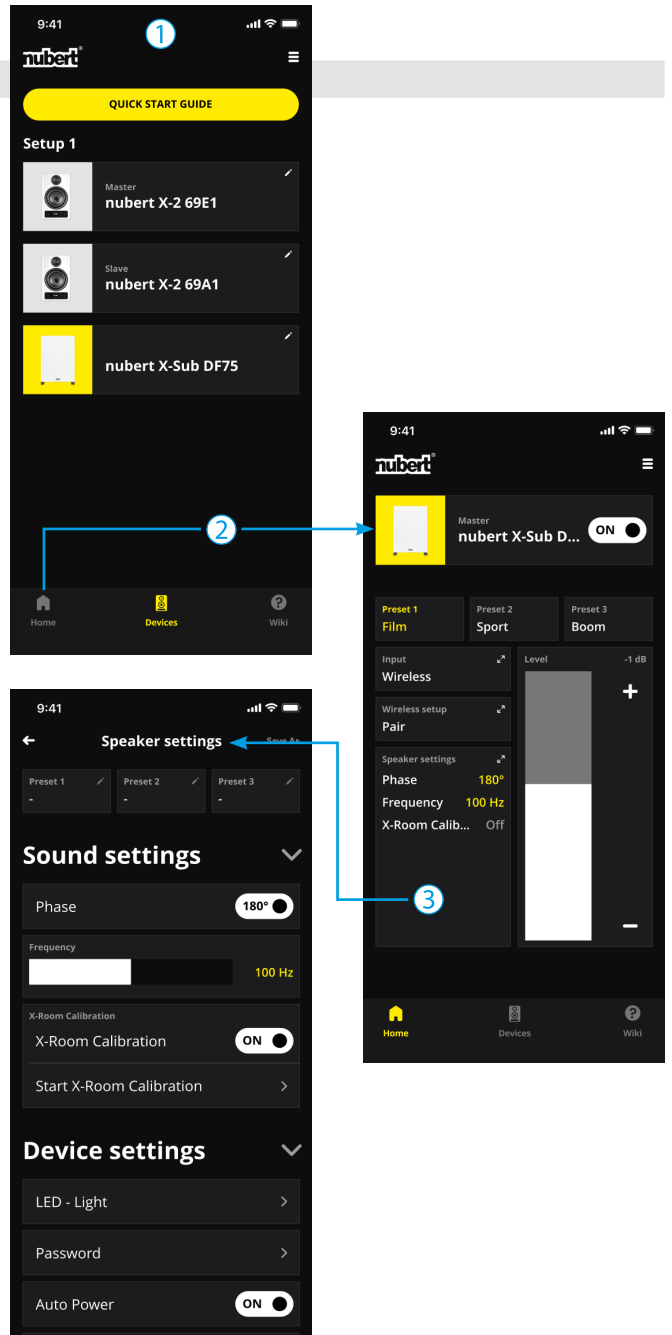 9:41
1
nubert®
QUICK START GUIDE
Setup 1
Master
nubert X-2 69E1
Slave
nubert X-2 69A1
nubert X-Sub DF75
2
Home
Devices
Wiki
9:41
nubert®
Master
nubert X-Sub D...
ON
Preset 1
Film
Preset 2
Sport
Preset 3
Boom
Input
Wireless
Wireless setup
Pair
Speaker settings
Phase 180°
Frequency 100 Hz
X-Room Calib... Off
Level -1 dB
+
−
3
Home
Devices
Wiki
9:41
Speaker settings
Save As
Preset 1
-
Preset 2
-
Preset 3
-
Sound settings
Phase 180°
Frequency
100 Hz
X-Room Calibration
X-Room Calibration ON
Start X-Room Calibration
Device settings
LED - Light
Password
Auto Power ON